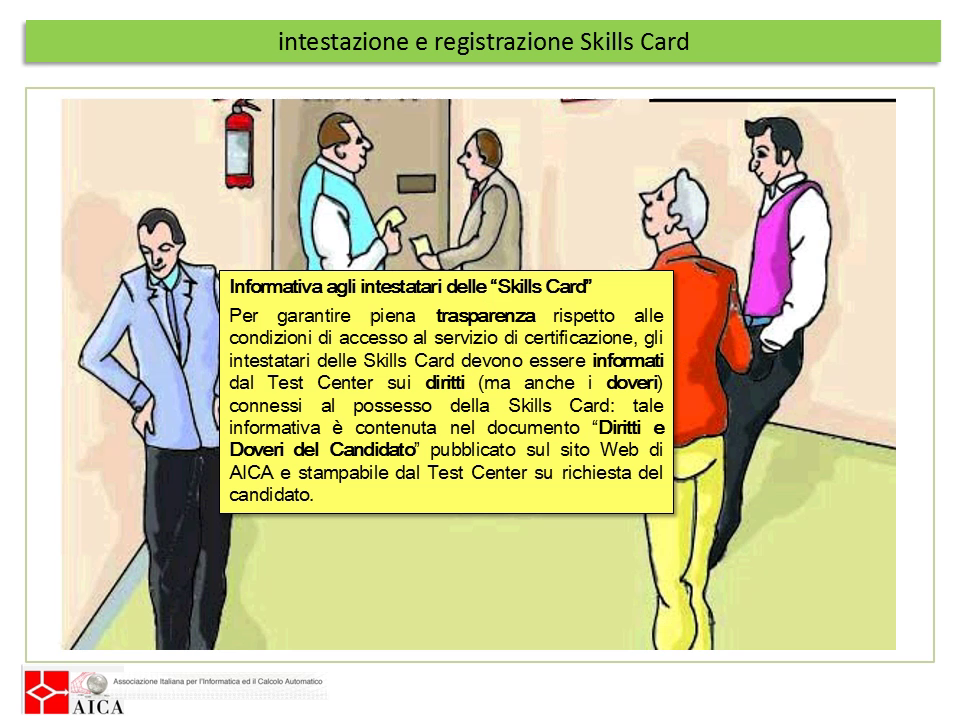 intestazione e registrazione Skills Card
Informativa agli intestatari delle “Skills Card”
Per garantire piena trasparenza rispetto alle
condizioni di accesso al servizio di certificazione, gli
intestatari delle Skills Card devono essere informati
dal Test Center sui diritti (ma anche i doveri)
connessi al possesso della Skills Card: tale
informativa è contenuta nel documento “Diritti e
Doveri del Candidato” pubblicato sul sito Web di
AICA e stampabile dal Test Center su richiesta del
candidato.
Associazione Italiana per l'Informatica ed il Calcolo Automatico
AICA